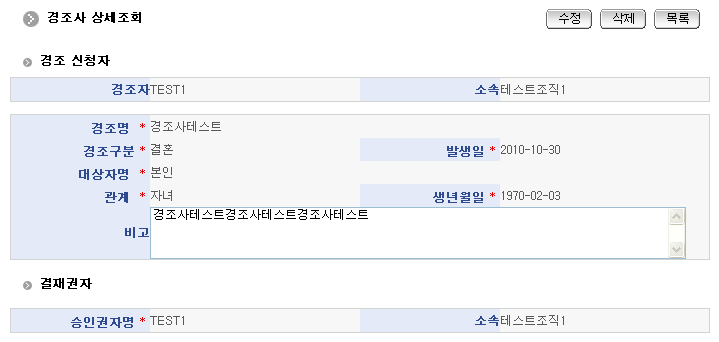 경조사 상세조회 수정 삭제 목록
경조 신청자
경조자 TEST1 소속 테스트조직1
경조명 * 경조사테스트
경조구분 * 결혼 발생일 * 2010-10-30
대상자명 * 본인
관계 * 자녀 생년월일 * 1970-02-03
비고 경조사테스트경조사테스트경조사테스트
결재권자
승인권자명 * TEST1 소속 테스트조직1